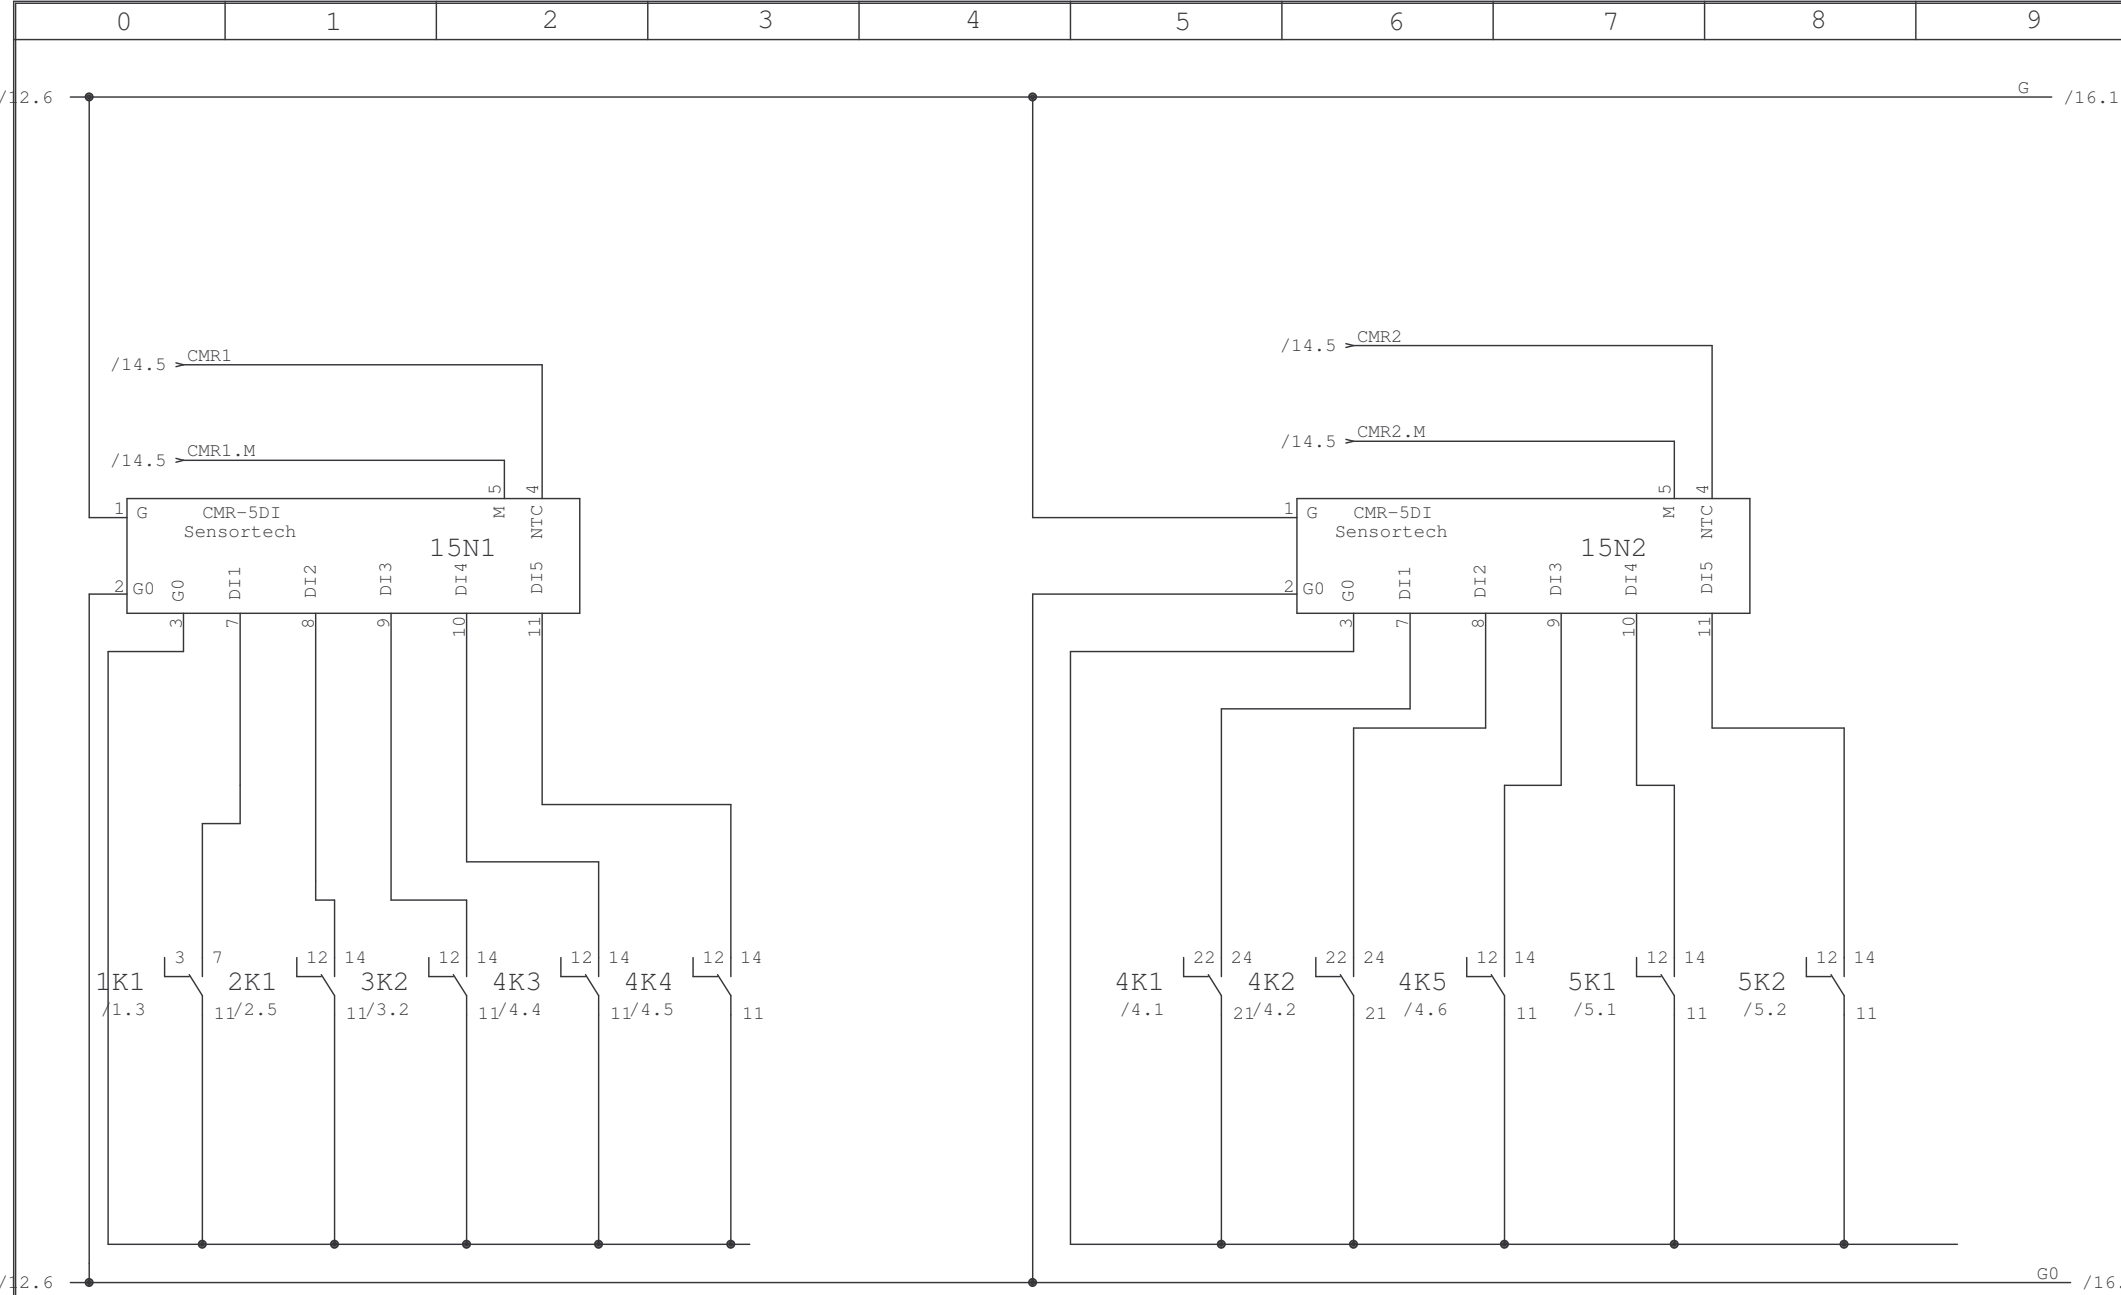 0 1 2 3 4 5 6 7 8 9
/12.6 G /16.1
CMR2
/14.5
CMR1
/14.5
CMR2.M
/14.5
CMR1.M
/14.5
5 4 5 4
1 G CMR-5DI M NTC 1 G CMR-5DI M NTC
Sensortech Sensortech
15N1 15N2
2 G0 G0 DI1 DI2 DI3 DI4 DI5 2 G0 G0 DI1 DI2 DI3 DI4 DI5
3 7 8 9 10 11 3 7 8 9 10 11
3 7 12 14 12 14 12 14 12 14 22 24 22 24 12 14 12 14 12 14
1K1 2K1 3K2 4K3 4K4 4K1 4K2 4K5 5K1 5K2
/1.3 11 /2.5 11 /3.2 11 /4.4 11 /4.5 11 /4.1 21 /4.2 21 /4.6 11 /5.1 11 /5.2 11
/12.6 G0 /16.